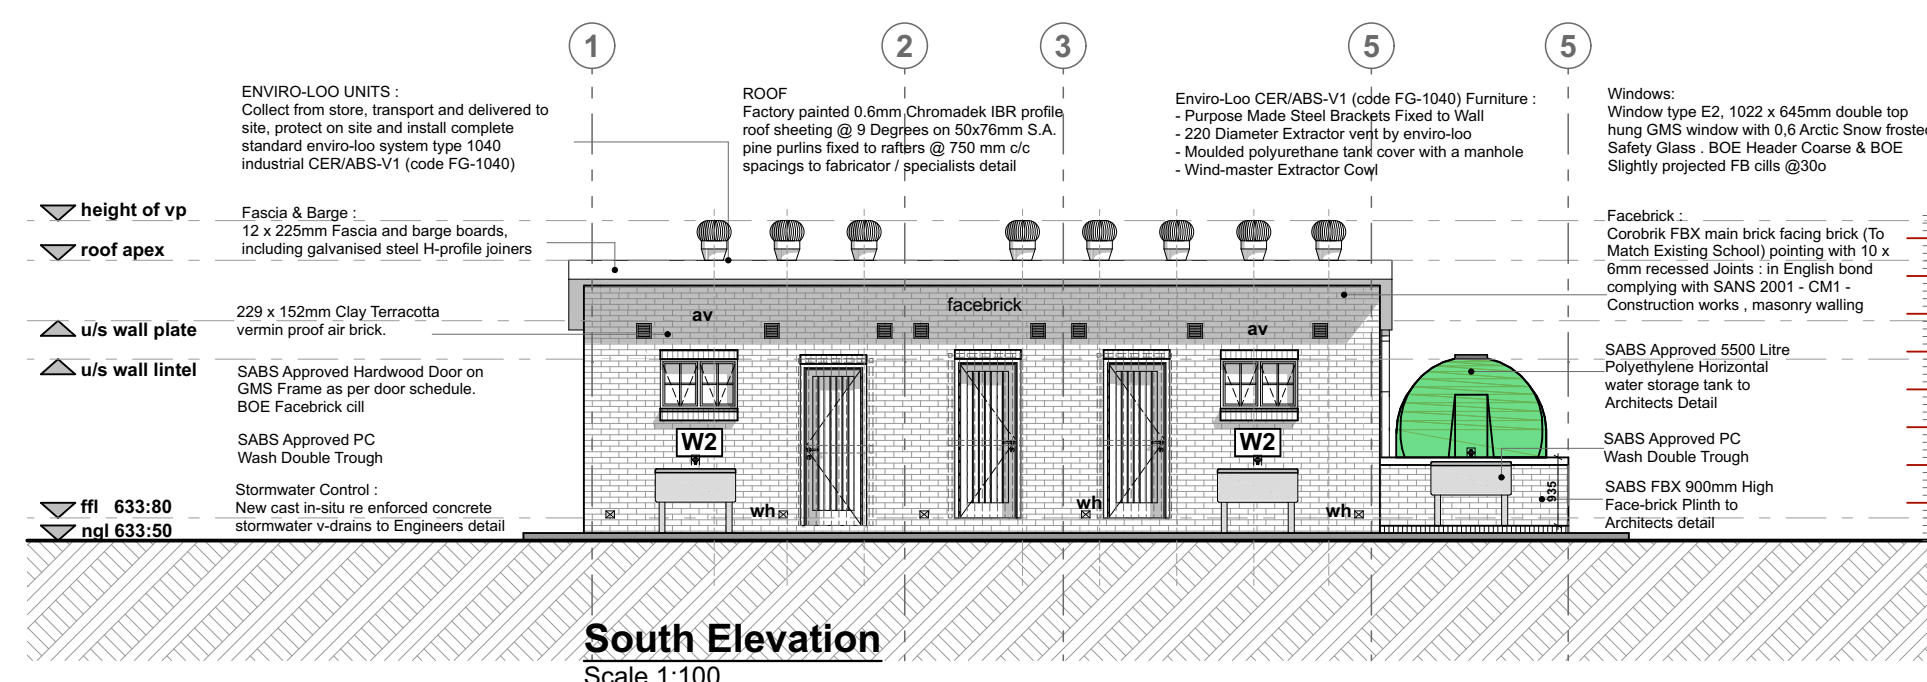 1
2
3
5
5
ENVIRO-LOO UNITS :
Collect from store, transport and delivered to
site, protect on site and install complete
standard enviro-loo system type 1040
industrial CER/ABS-V1 (code FG-1040)
ROOF
Factory painted 0.6mm Chromadek IBR profile
roof sheeting @ 9 Degrees on 50x76mm S.A.
pine purlins fixed to rafters @ 750 mm c/c
spacings to fabricator / specialists detail
Enviro-Loo CER/ABS-V1 (code FG-1040) Furniture :
- Purpose Made Steel Brackets Fixed to Wall
- 220 Diameter Extractor vent by enviro-loo
- Moulded polyurethane tank cover with a manhole
- Wind-master Extractor Cowl
Windows:
Window type E2, 1022 x 645mm double top
hung GMS window with 0,6 Arctic Snow frosted
Safety Glass . BOE Header Coarse & BOE
Slightly projected FB cills @30o
height of vp
roof apex
u/s wall plate
u/s wall lintel
ffl 633:80
ngl 633:50
Fascia & Barge :
12 x 225mm Fascia and barge boards,
including galvanised steel H-profile joiners
229 x 152mm Clay Terracotta
vermin proof air brick.
SABS Approved Hardwood Door on
GMS Frame as per door schedule.
BOE Facebrick cill
SABS Approved PC
Wash Double Trough
Stormwater Control :
New cast in-situ re enforced concrete
stormwater v-drains to Engineers detail
av
facebrick
av
W2
W2
wh
wh
wh
935
Facebrick :
Corobrik FBX main brick facing brick (To
Match Existing School) pointing with 10 x
6mm recessed Joints : in English bond
complying with SANS 2001 - CM1 -
Construction works , masonry walling
SABS Approved 5500 Litre
Polyethylene Horizontal
water storage tank to
Architects Detail
SABS Approved PC
Wash Double Trough
SABS FBX 900mm High
Face-brick Plinth to
Architects detail
South Elevation
Scale 1:100